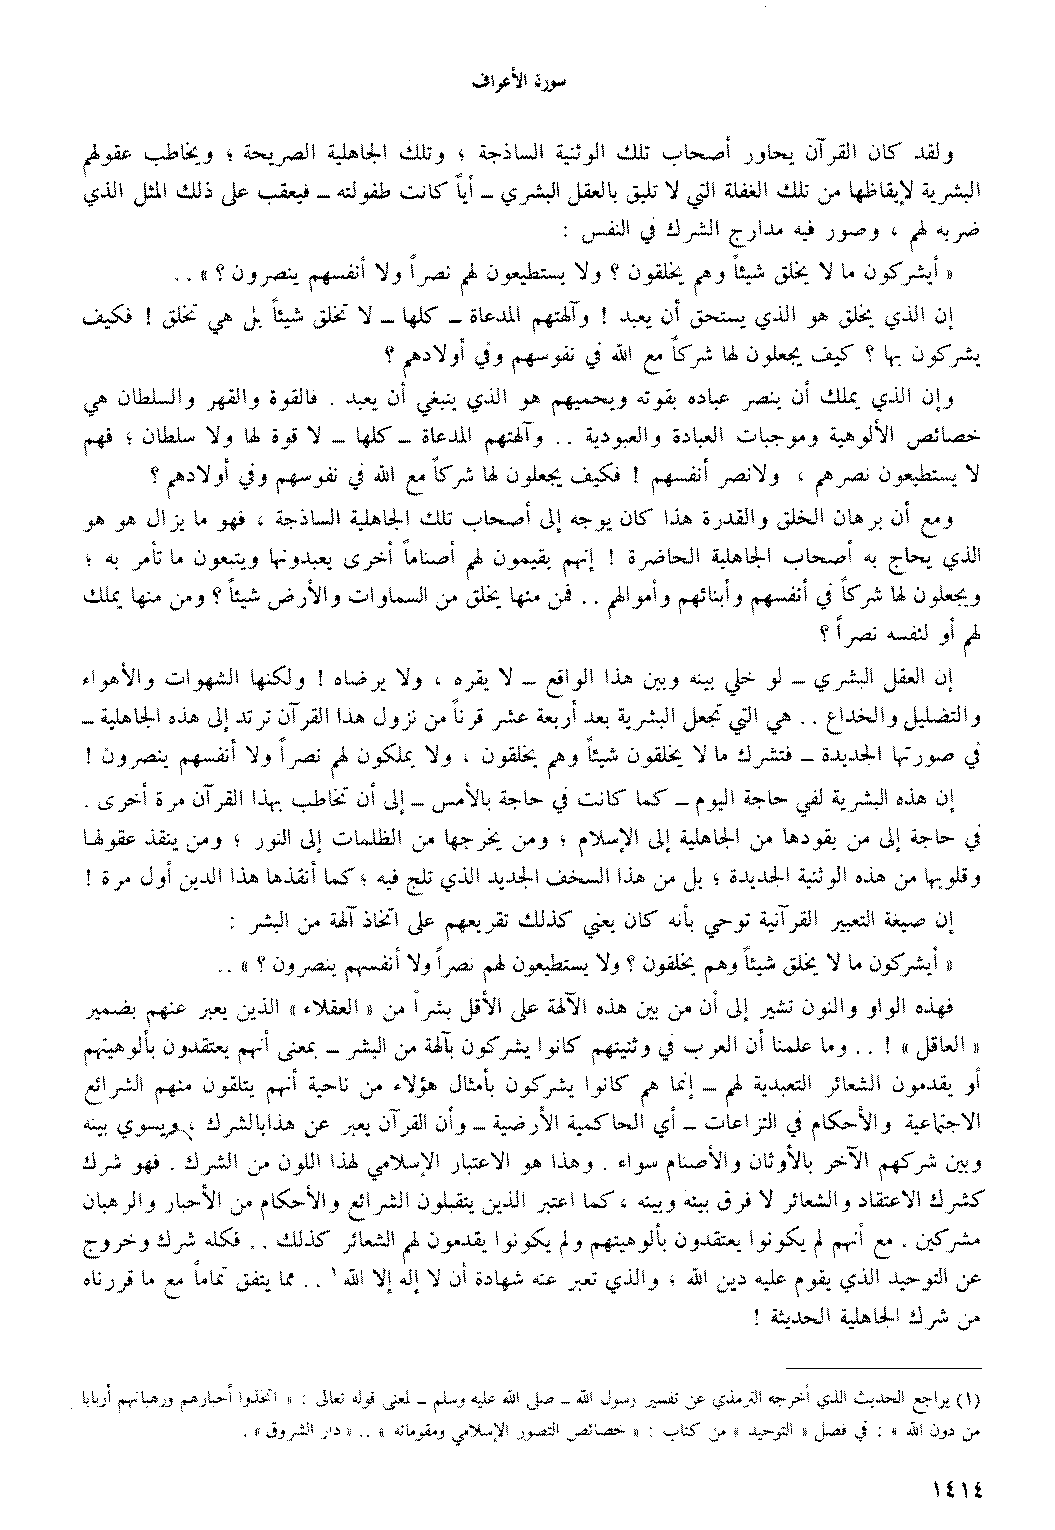 سورة الأعراف
ولقد كان القرآن يحاور أصحاب تلك الوثنية الساذجة ؛ وتلك الجاهلية الصريحة ؛ ويخاطب عقولهم
البشرية لإيقاظها من تلك الغفلة التي لا تليق بالعقل البشري ــ أياً كانت طفولته ــ فيعقب على ذلك المثل الذي
ضربه لهم ، وصور فيه مدارج الشرك في النفس :
« أيشركون ما لا يخلق شيئاً وهم يخلقون ؟ ولا يستطيعون لهم نصراً ولا أنفسهم ينصرون ؟ » ..
إن الذي يخلق هو الذي يستحق أن يعبد ! وآلهتهم المدعاة ــ كلها ــ لا تخلق شيئاً بل هي تخلق ! فكيف
يشركون بها ؟ كيف يجعلون لها شركاً مع الله في نفوسهم وفي أولادهم ؟
وإن الذي يملك أن ينصر عباده بقوته ويحميهم هو الذي ينبغي أن يعبد . فالقوة والقهر والسلطان هي
خصائص الألوهية وموجبات العبادة والعبودية .. وآلهتهم المدعاة ــ كلها ــ لا قوة لها ولا سلطان ؛ فهم
لا يستطيعون نصرهم ، ولانصر أنفسهم ! فكيف يجعلون لها شركاً مع الله في نفوسهم وفي أولادهم ؟
ومع أن برهان الخلق والقدرة هذا كان يوجه إلى أصحاب تلك الجاهلية الساذجة ، فهو ما يزال هو هو
الذي يحاج به أصحاب الجاهلية الحاضرة ! إنهم يقيمون لهم أصناماً أخرى يعبدونها ويتبعون ما تأمر به ؛
ويجعلون لها شركاً في أنفسهم وأبنائهم وأموالهم .. فمن منها يخلق من السماوات والأرض شيئاً ؟ ومن منها يملك
لهم أو لنفسه نصراً ؟
إن العقل البشري ــ لو خلي بينه وبين هذا الواقع ــ لا يقره ، ولا يرضاه ! ولكنها الشهوات والأهواء
والتضليل والخداع .. هي التي تجعل البشرية بعد أربعة عشر قرناً من نزول هذا القرآن ترتد إلى هذه الجاهلية ــ
في صورتها الجديدة ــ فتشرك ما لا يخلقون شيئاً وهم يخلقون ، ولا يملكون لهم نصراً ولا أنفسهم ينصرون !
إن هذه البشرية لفي حاجة اليوم ــ كما كانت في حاجة بالأمس ــ إلى أن تخاطب بهذا القرآن مرة أخرى .
في حاجة إلى من يقودها من الجاهلية إلى الإسلام ؛ ومن يخرجها من الظلمات إلى النور ؛ ومن ينقذ عقولها
وقلوبها من هذه الوثنية الجديدة ؛ بل من هذا السخف الجديد الذي تلج فيه ؛ كما أنقذها هذا الدين أول مرة !
إن صيغة التعبير القرآنية توحي بأنه كان يعني كذلك تقريعهم على اتخاذ آلهة من البشر :
« أيشركون ما لا يخلق شيئاً وهم يخلقون ؟ ولا يستطيعون لهم نصراً ولا أنفسهم ينصرون ؟ » ..
فهذه الواو والنون تشير إلى أن من بين هذه الآلهة على الأقل بشراً من « العقلاء » الذين يعبر عنهم بضمير
« العاقل » ! .. وما علمنا أن العرب في وثنيتهم كانوا يشركون بآلهة من البشر ــ بمعنى أنهم يعتقدون بألوهيتهم
أو يقدمون الشعائر التعبدية لهم ــ إنما هم كانوا يشركون بأمثال هؤلاء من ناحية أنهم يتلقون منهم الشرائع
الاجتماعية والأحكام في النزاعات ــ أي الحاكمية الأرضية ــ وأن القرآن يعبر عن هذابالشرك ، ويسوي بينه
وبين شركهم الآخر بالأوثان والأصنام سواء . وهذا هو الاعتبار الإسلامي لهذا اللون من الشرك . فهو شرك
كشرك الاعتقاد والشعائر لا فرق بينه وبينه ، كما اعتبر الذين يتقبلون الشرائع والأحكام من الأحبار والرهبان
مشركين . مع أنهم لم يكونوا يعتقدون بألوهيتهم ولم يكونوا يقدمون لهم الشعائر كذلك .. فكله شرك وخروج
عن التوحيد الذي يقوم عليه دين الله ؛ والذي تعبر عنه شهادة أن لا إله إلا الله ١ .. مما يتفق تماماً مع ما قررناه
من شرك الجاهلية الحديثة !
(١) يراجع الحديث الذي أخرجه الترمذي عن تفسير رسول الله ــ صلى الله عليه وسلم ــ لمعنى قوله تعالى : « اتخذوا أحبارهم ورهبانهم أربابا
من دون الله » : في فصل « التوحيد » من كتاب : « خصائص التصور الإسلامي ومقوماته » .. « دار الشروق » .
١٤١٤